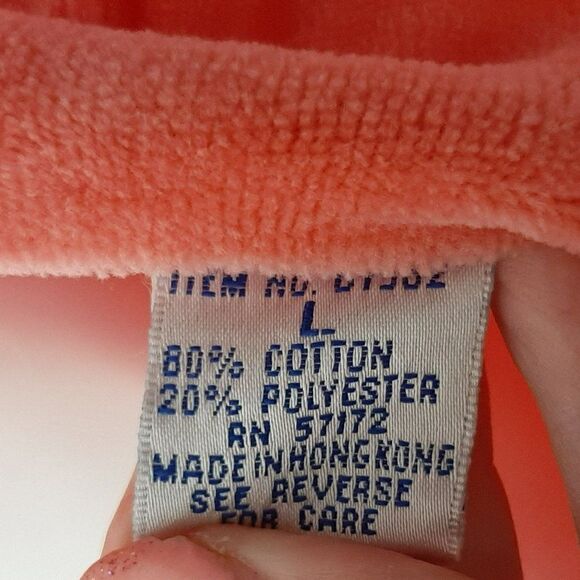 ITEM NO.
L
80% COTTON
20% POLYESTER
RN 57172
MADE IN HONG KONG
SEE REVERSE
FOR CARE